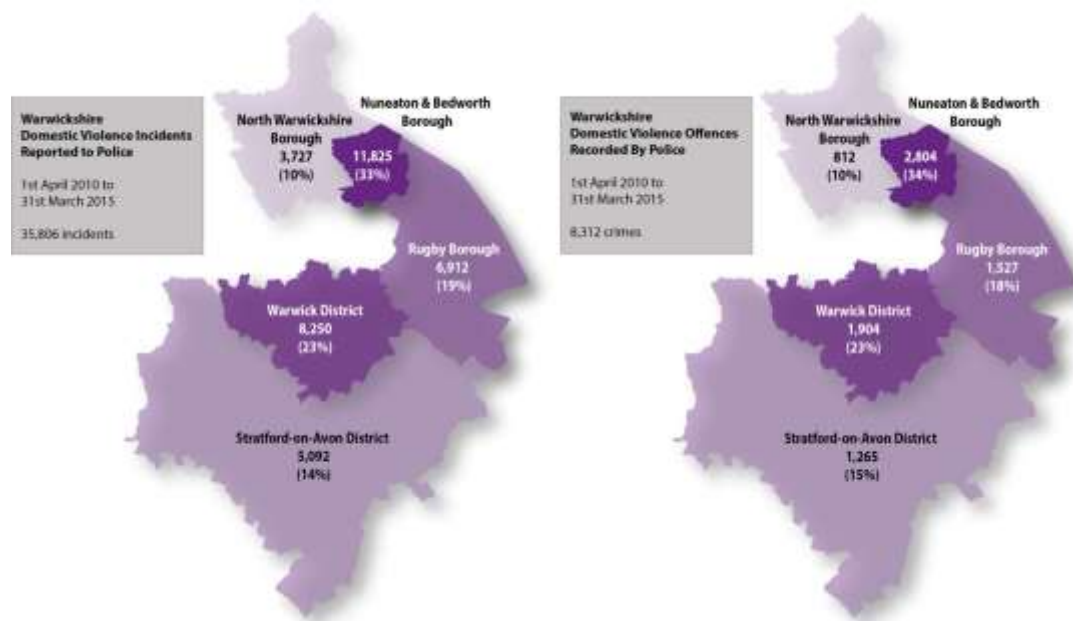 Warwickshire
Domestic Violence Incidents
Reported to Police
1st April 2010 to
31st March 2015
35,806 incidents
Nuneaton & Bedworth
Borough
11,825
(33%)
North Warwickshire
Borough
3,727
(10%)
Rugby Borough
6,912
(19%)
Warwick District
8,250
(23%)
Stratford-on-Avon District
5,092
(14%)
Warwickshire
Domestic Violence Offences
Recorded By Police
1st April 2010 to
31st March 2015
8,312 crimes
Nuneaton & Bedworth
Borough
2,804
(34%)
North Warwickshire
Borough
812
(10%)
Rugby Borough
1,527
(18%)
Warwick District
1,904
(23%)
Stratford-on-Avon District
1,265
(15%)